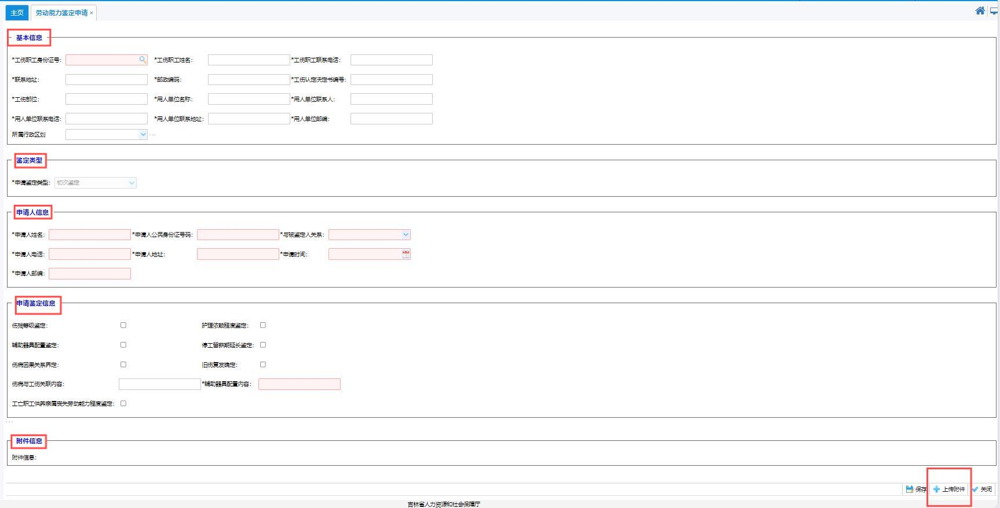 主页 劳动能力鉴定申请 ×
基本信息
*工伤职工身份证号: *工伤职工姓名: *工伤职工联系电话:
*联系地址: *邮政编码: *工伤认定决定书编号:
*工伤部位: *用人单位名称: *用人单位联系人:
*用人单位联系电话: *用人单位联系地址: *用人单位邮编:
所属行政区划 ...
鉴定类型
*申请鉴定类型: 初次鉴定
申请人信息
*申请人姓名: *申请人公民身份证号码: *与被鉴定人关系:
*申请人电话: *申请人地址: *申请时间:
*申请人邮编:
申请鉴定信息
伤残等级鉴定: 护理依赖程度鉴定:
辅助器具配置鉴定: 停工留薪期延长鉴定:
伤病因果关系界定: 旧伤复发确定:
伤病与工伤关联内容: *辅助器具配置内容:
工亡职工供养亲属丧失劳动能力程度鉴定:
...
附件信息
附件信息:
保存 上传附件 关闭
吉林省人力资源和社会保障厅